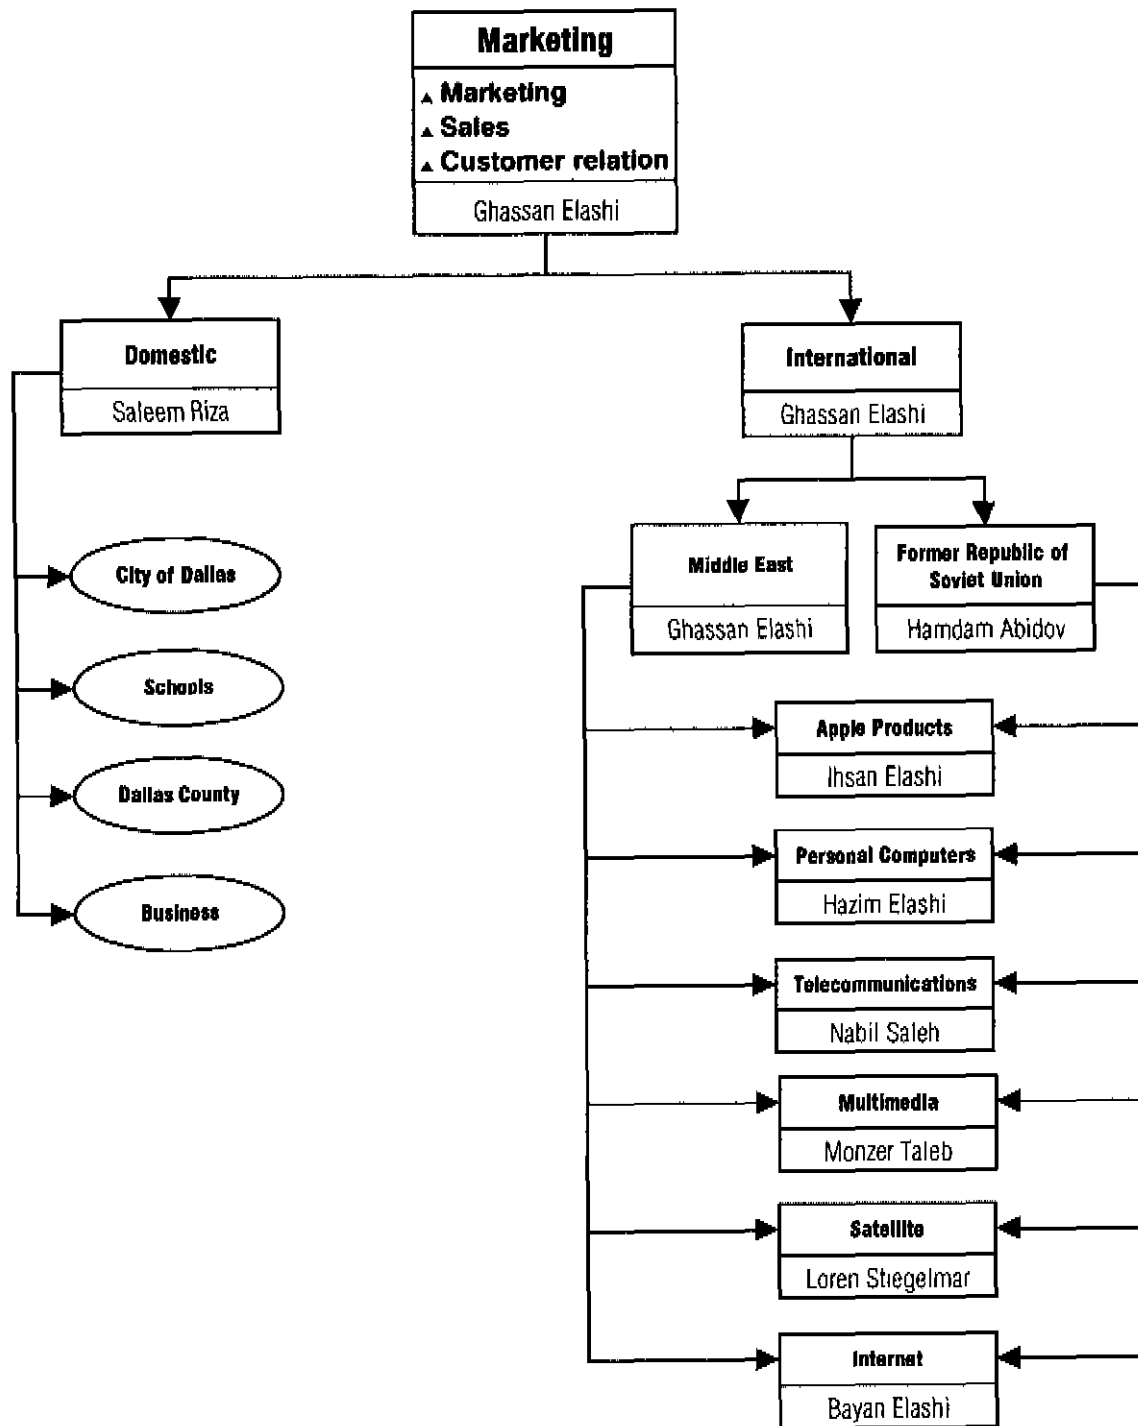 Marketing
▲ Marketing
▲ Sales
▲ Customer relation
Ghassan Elashi
Domestic
Saleem Riza
City of Dallas
Schools
Dallas County
Business
International
Ghassan Elashi
Middle East
Ghassan Elashi
Former Republic of
Soviet Union
Hamdam Abidov
Apple Products
Ihsan Elashi
Personal Computers
Hazim Elashi
Telecommunications
Nabil Saleh
Multimedia
Monzer Taleb
Satellite
Loren Stiegelmar
Internet
Bayan Elashi